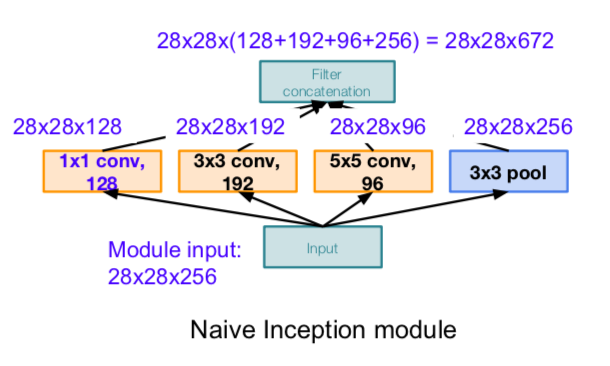 28x28x(128+192+96+256) = 28x28x672
Filter
concatenation
28x28x128
28x28x192
28x28x96
28x28x256
1x1 conv,
128
3x3 conv,
192
5x5 conv,
96
3x3 pool
Input
Module input:
28x28x256
Naive Inception module